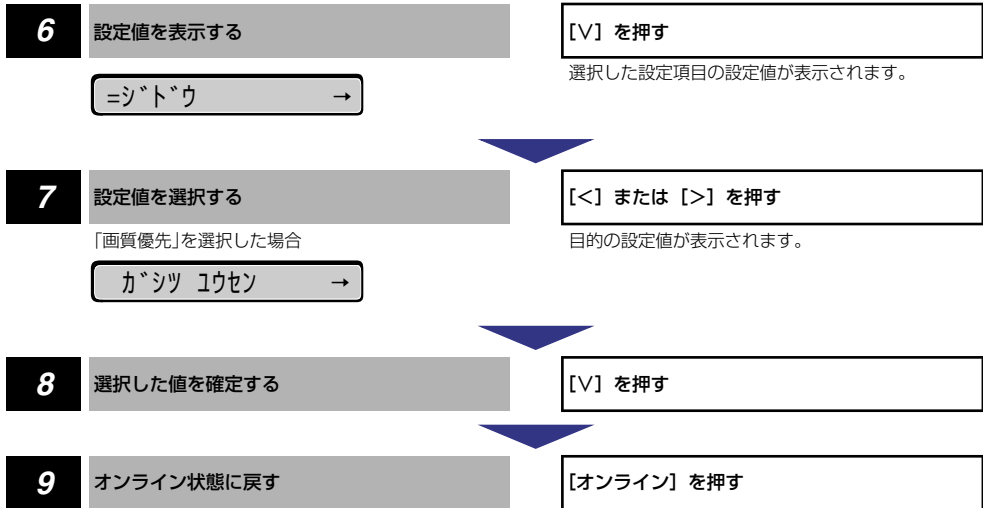 6 設定値を表示する [∨] を押す
選択した設定項目の設定値が表示されます。
=ジドウ →
7 設定値を選択する [<] または [>] を押す
「画質優先」を選択した場合 目的の設定値が表示されます。
ガシツ ユウセン →
8 選択した値を確定する [∨] を押す
9 オンライン状態に戻す [オンライン] を押す